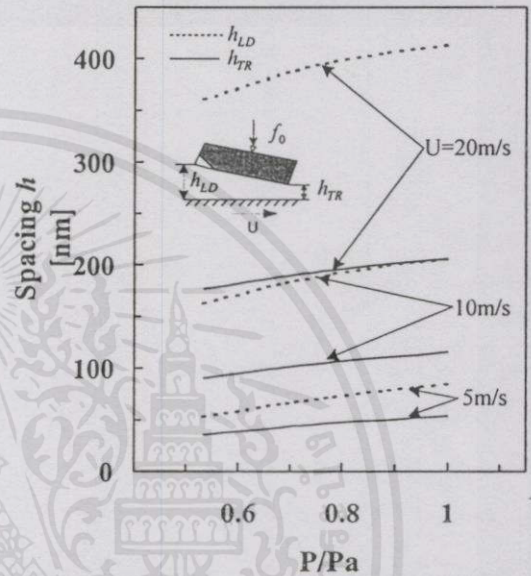 h_LD
h_TR
400
300
200
100
0
Spacing h
[nm]
f_0
h_LD
h_TR
U
U=20m/s
10m/s
5m/s
0.6
0.8
1
P/Pa